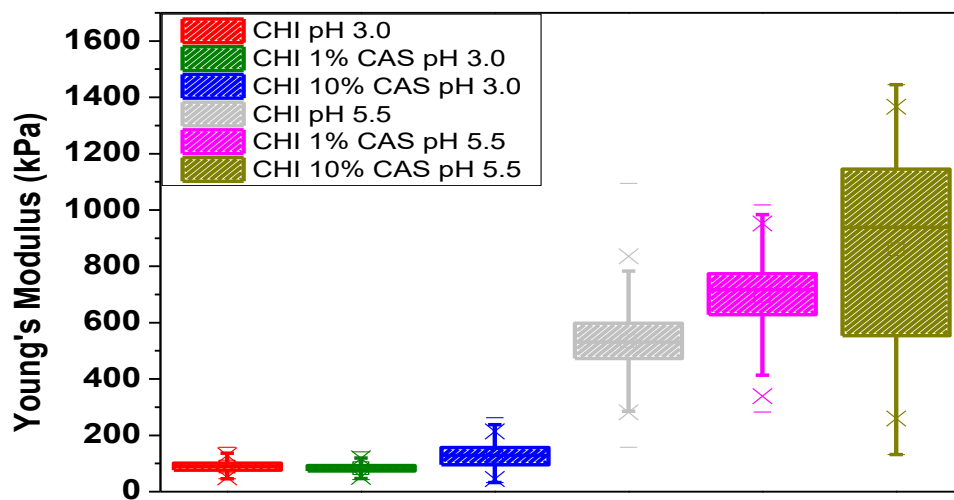 1600
1400
1200
1000
800
600
400
200
0
Young's Modulus (kPa)
CHI pH 3.0
CHI 1% CAS pH 3.0
CHI 10% CAS pH 3.0
CHI pH 5.5
CHI 1% CAS pH 5.5
CHI 10% CAS pH 5.5